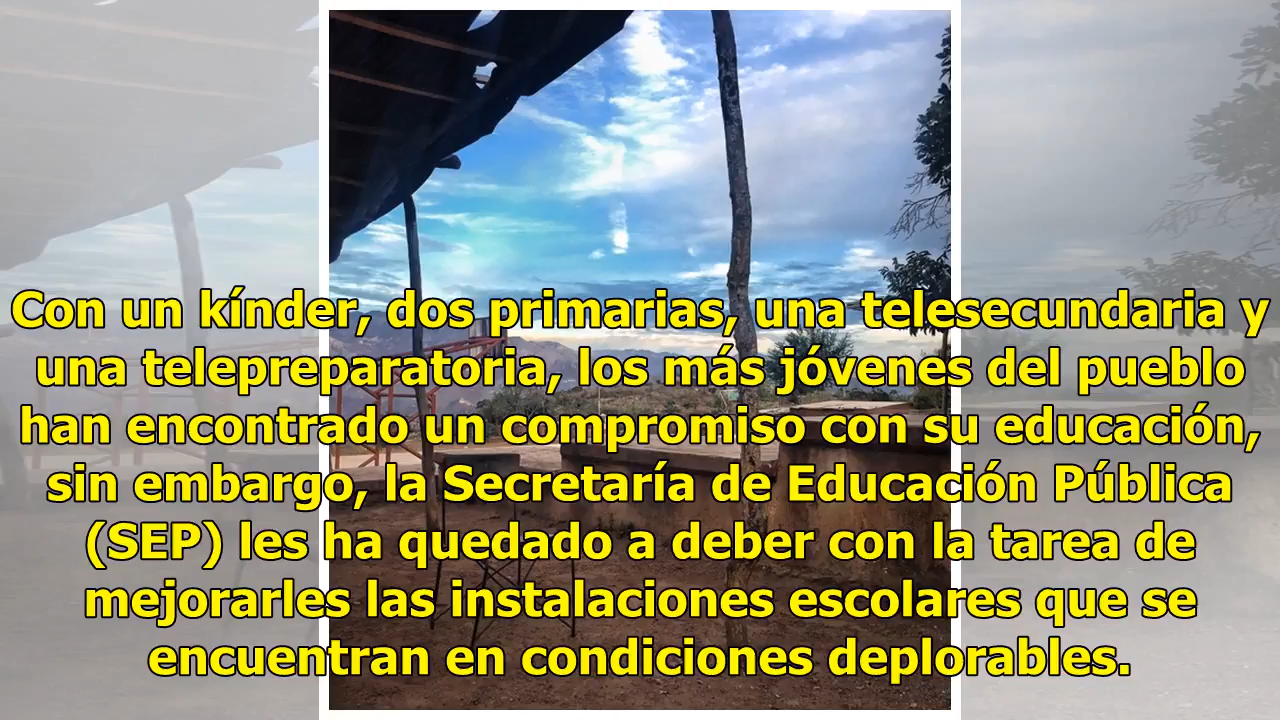 Con un kínder, dos primarias, una telesecundaria y
una telepreparatoria, los más jóvenes del pueblo
han encontrado un compromiso con su educación,
sin embargo, la Secretaría de Educación Pública
(SEP) les ha quedado a deber con la tarea de
mejorarles las instalaciones escolares que se
encuentran en condiciones deplorables.